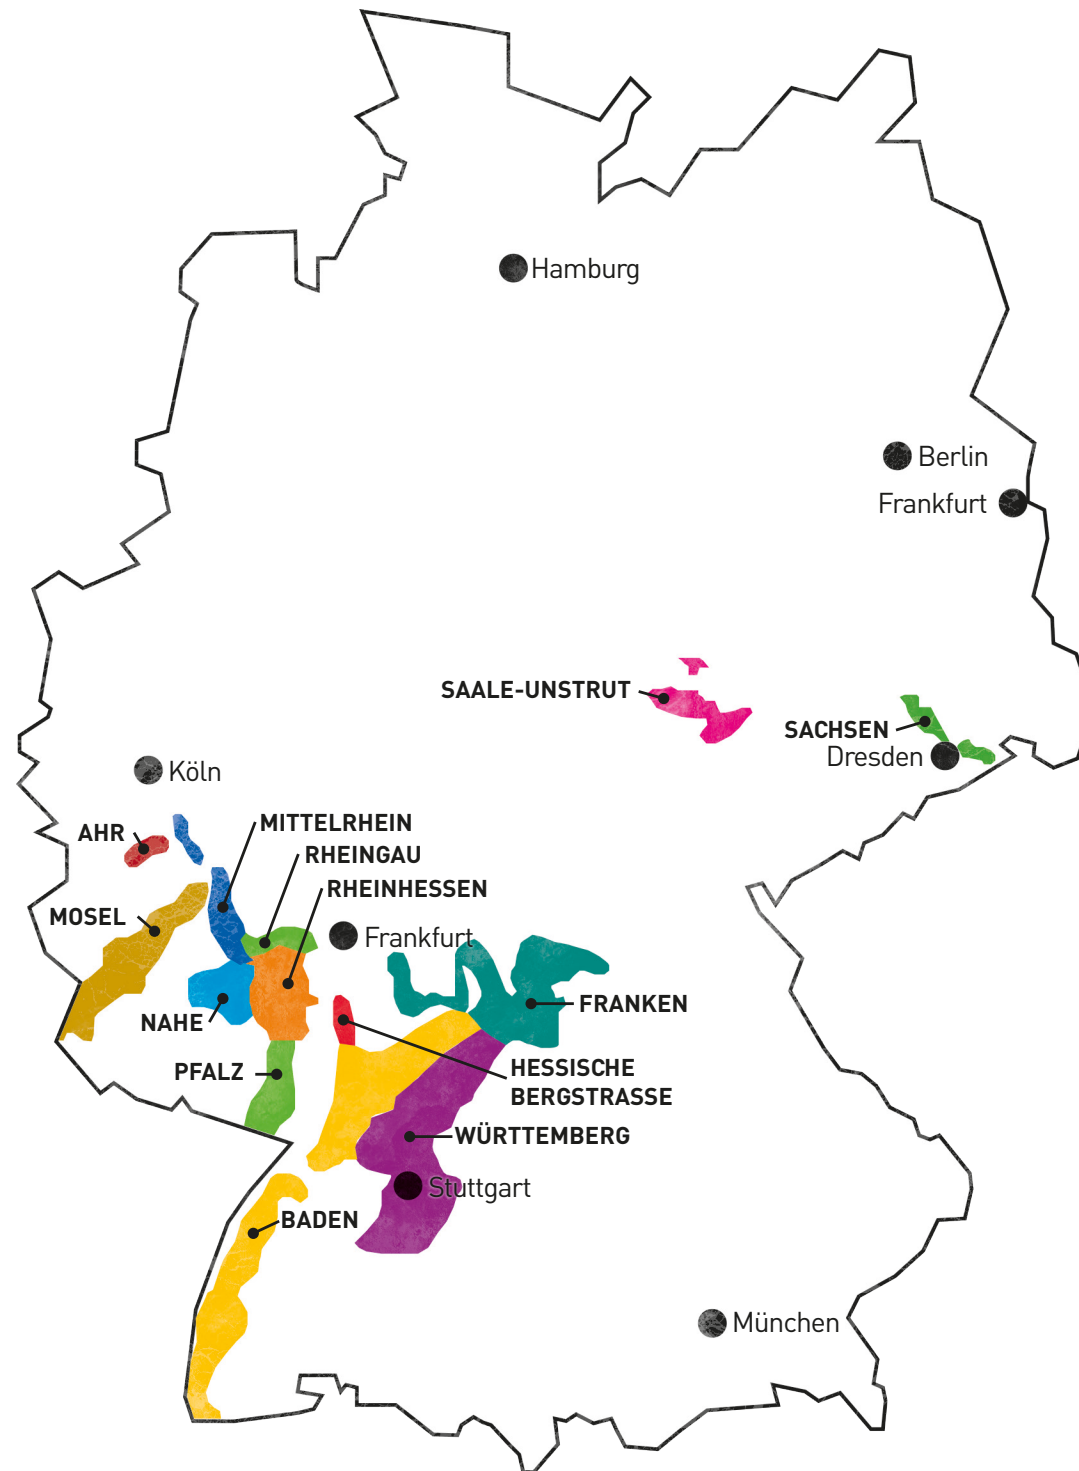 Hamburg
Berlin
Frankfurt
SAALE-UNSTRUT
SACHSEN
Dresden
Köln
AHR
MITTELRHEIN
RHEINGAU
RHEINHESSEN
MOSEL
Frankfurt
FRANKEN
NAHE
PFALZ
HESSISCHE
BERGSTRASSE
WÜRTTEMBERG
Stuttgart
BADEN
München